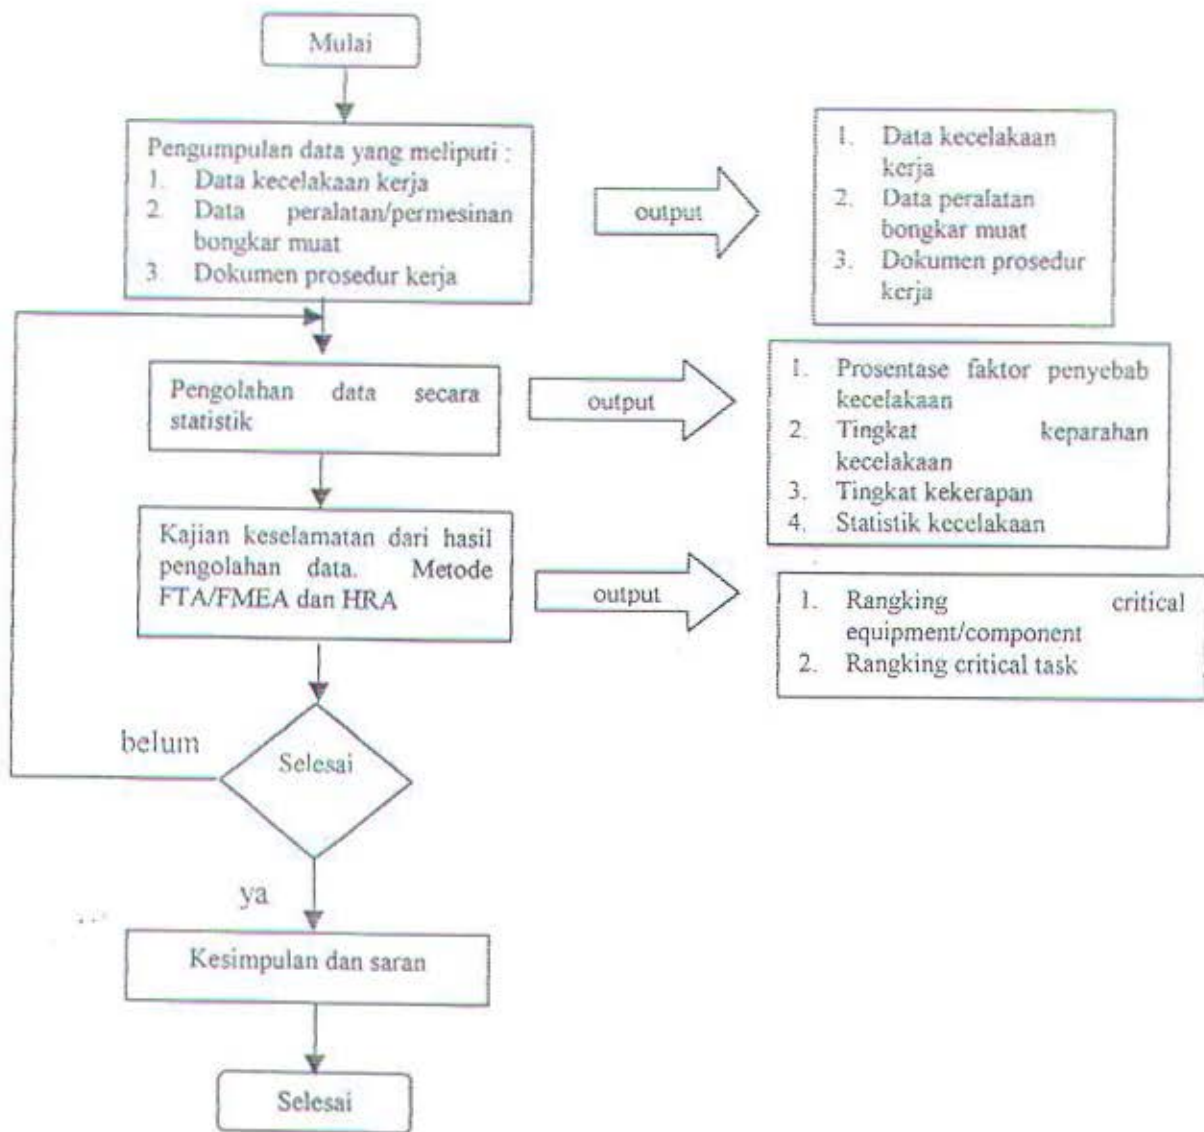 Mulai
Pengumpulan data yang meliputi :
1. Data kecelakaan kerja
2. Data peralatan/permesinan
bongkar muat
3. Dokumen prosedur kerja
output
1. Data kecelakaan
kerja
2. Data peralatan
bongkar muat
3. Dokumen prosedur
kerja
Pengolahan data secara
statistik
output
1. Prosentase faktor penyebab
kecelakaan
2. Tingkat keparahan
kecelakaan
3. Tingkat kekerapan
4. Statistik kecelakaan
Kajian keselamatan dari hasil
pengolahan data. Metode
FTA/FMEA dan HRA
output
1. Rangking critical
equipment/component
2. Rangking critical task
belum
Selesai
ya
Kesimpulan dan saran
Selesai